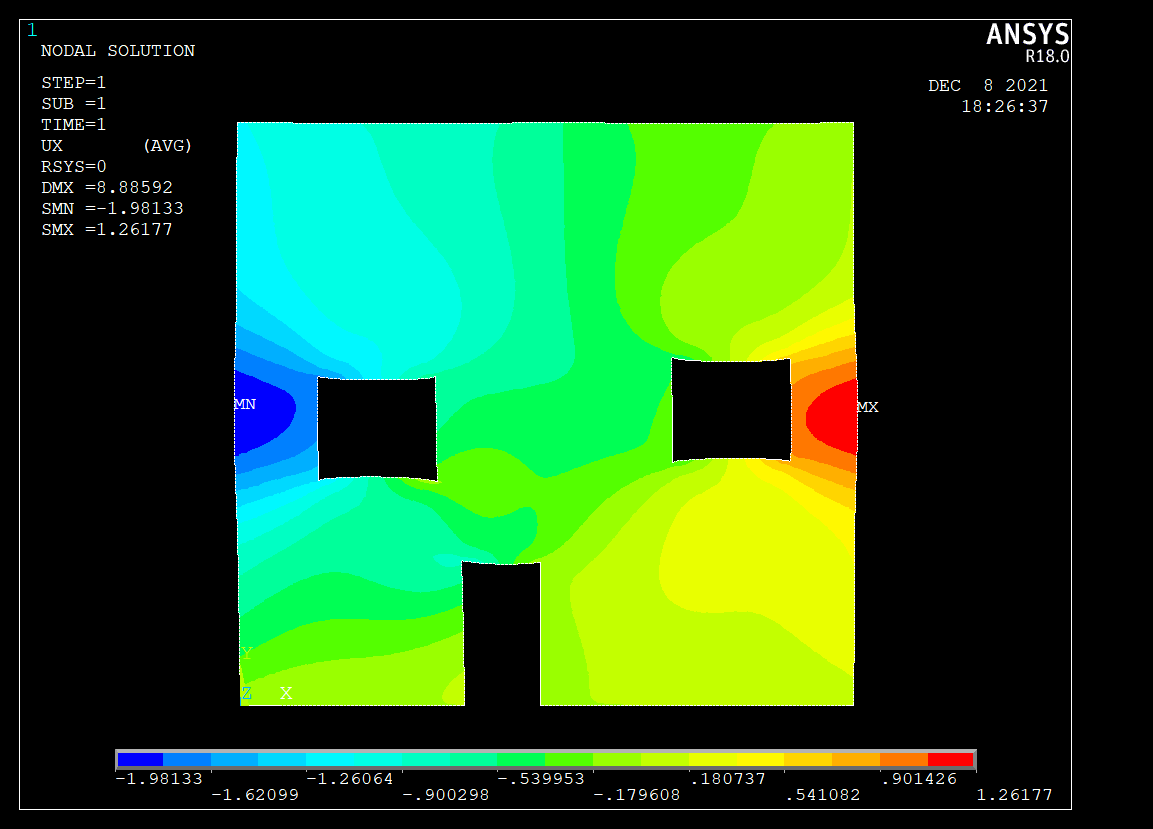 1
ANSYS
R18.0
NODAL SOLUTION
STEP=1
SUB =1
TIME=1
UX (AVG)
RSYS=0
DMX =8.88592
SMN =-1.98133
SMX =1.26177
DEC 8 2021
18:26:37
MN
MX
Y
Z X
-1.98133 -1.26064 -.539953 .180737 .901426
-1.62099 -.900298 -.179608 .541082 1.26177